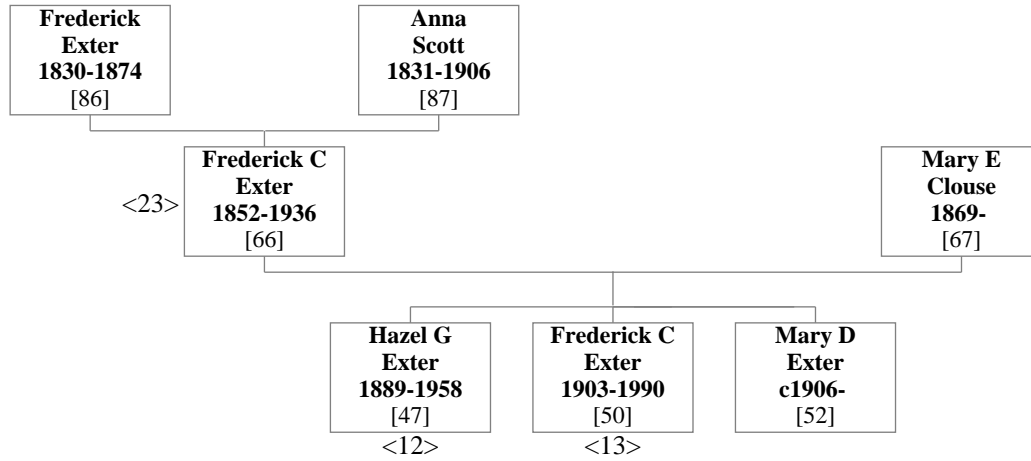 Frederick
Exter
1830-1874
[86]
Anna
Scott
1831-1906
[87]
Frederick C
Exter
1852-1936
[66]
<23>
Mary E
Clouse
1869-
[67]
Hazel G
Exter
1889-1958
[47]
<12>
Frederick C
Exter
1903-1990
[50]
<13>
Mary D
Exter
c1906-
[52]